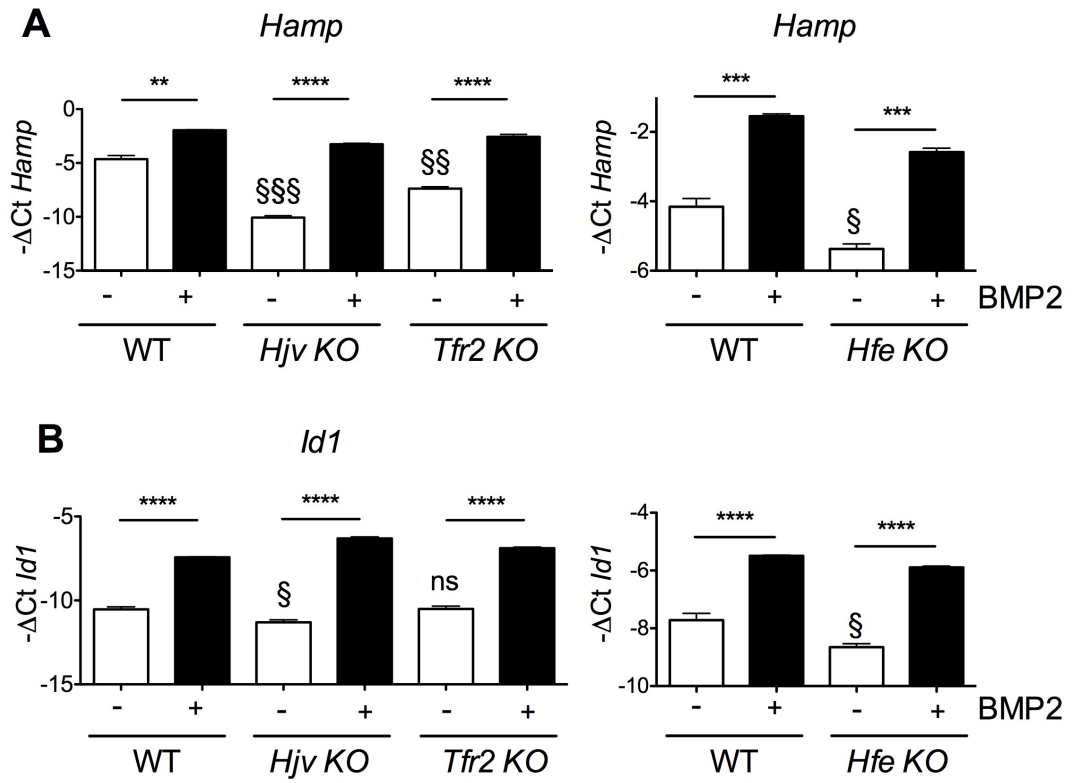 A
Hamp
Hamp
** **** ****
*** ***
-ΔCt Hamp
0
-5
-10
-15
§§§
§§
- + - + - +
WT Hjv KO Tfr2 KO
-ΔCt Hamp
-2
-4
-6
§
- + - + BMP2
WT Hfe KO
B
Id1
**** **** ****
**** ****
-ΔCt Id1
-5
-10
-15
§
ns
- + - + - +
WT Hjv KO Tfr2 KO
-ΔCt Id1
-4
-6
-8
-10
§
- + - + BMP2
WT Hfe KO